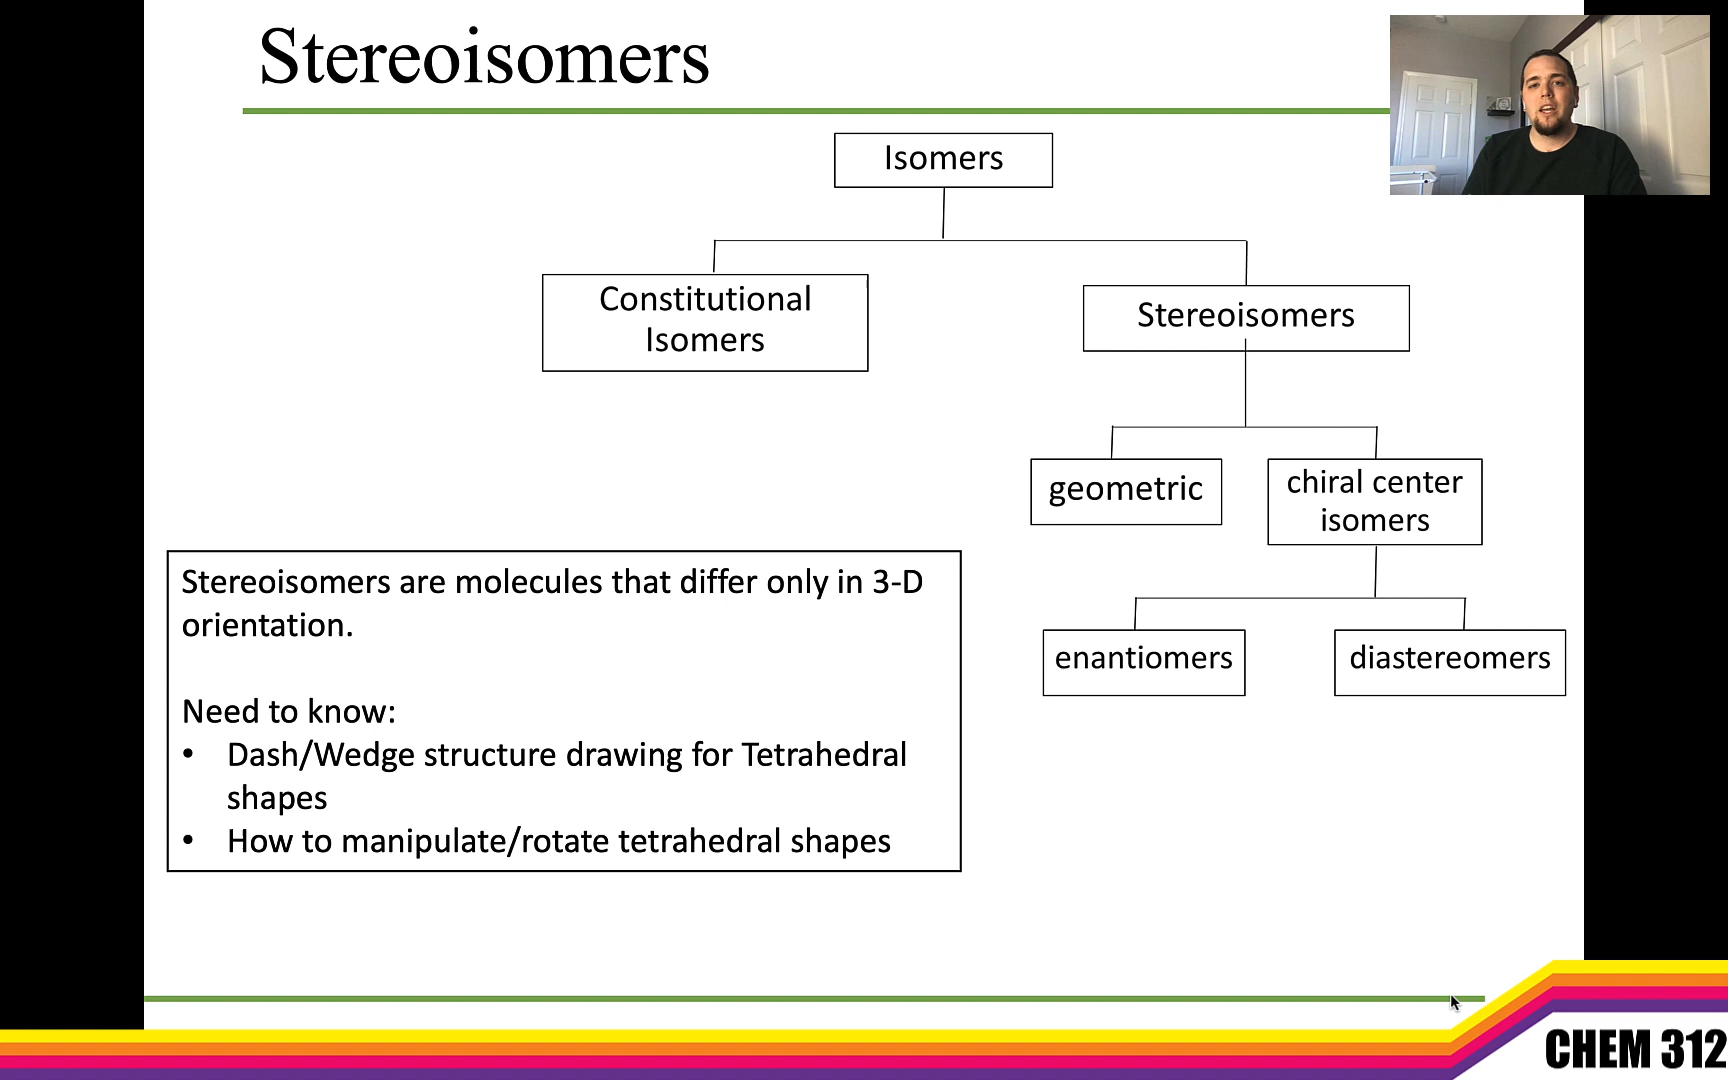 Stereoisomers
Isomers
Constitutional
Isomers
Stereoisomers
geometric
chiral center
isomers
enantiomers
diastereomers
Stereoisomers are molecules that differ only in 3-D
orientation.
Need to know:
• Dash/Wedge structure drawing for Tetrahedral
shapes
• How to manipulate/rotate tetrahedral shapes
CHEM 312